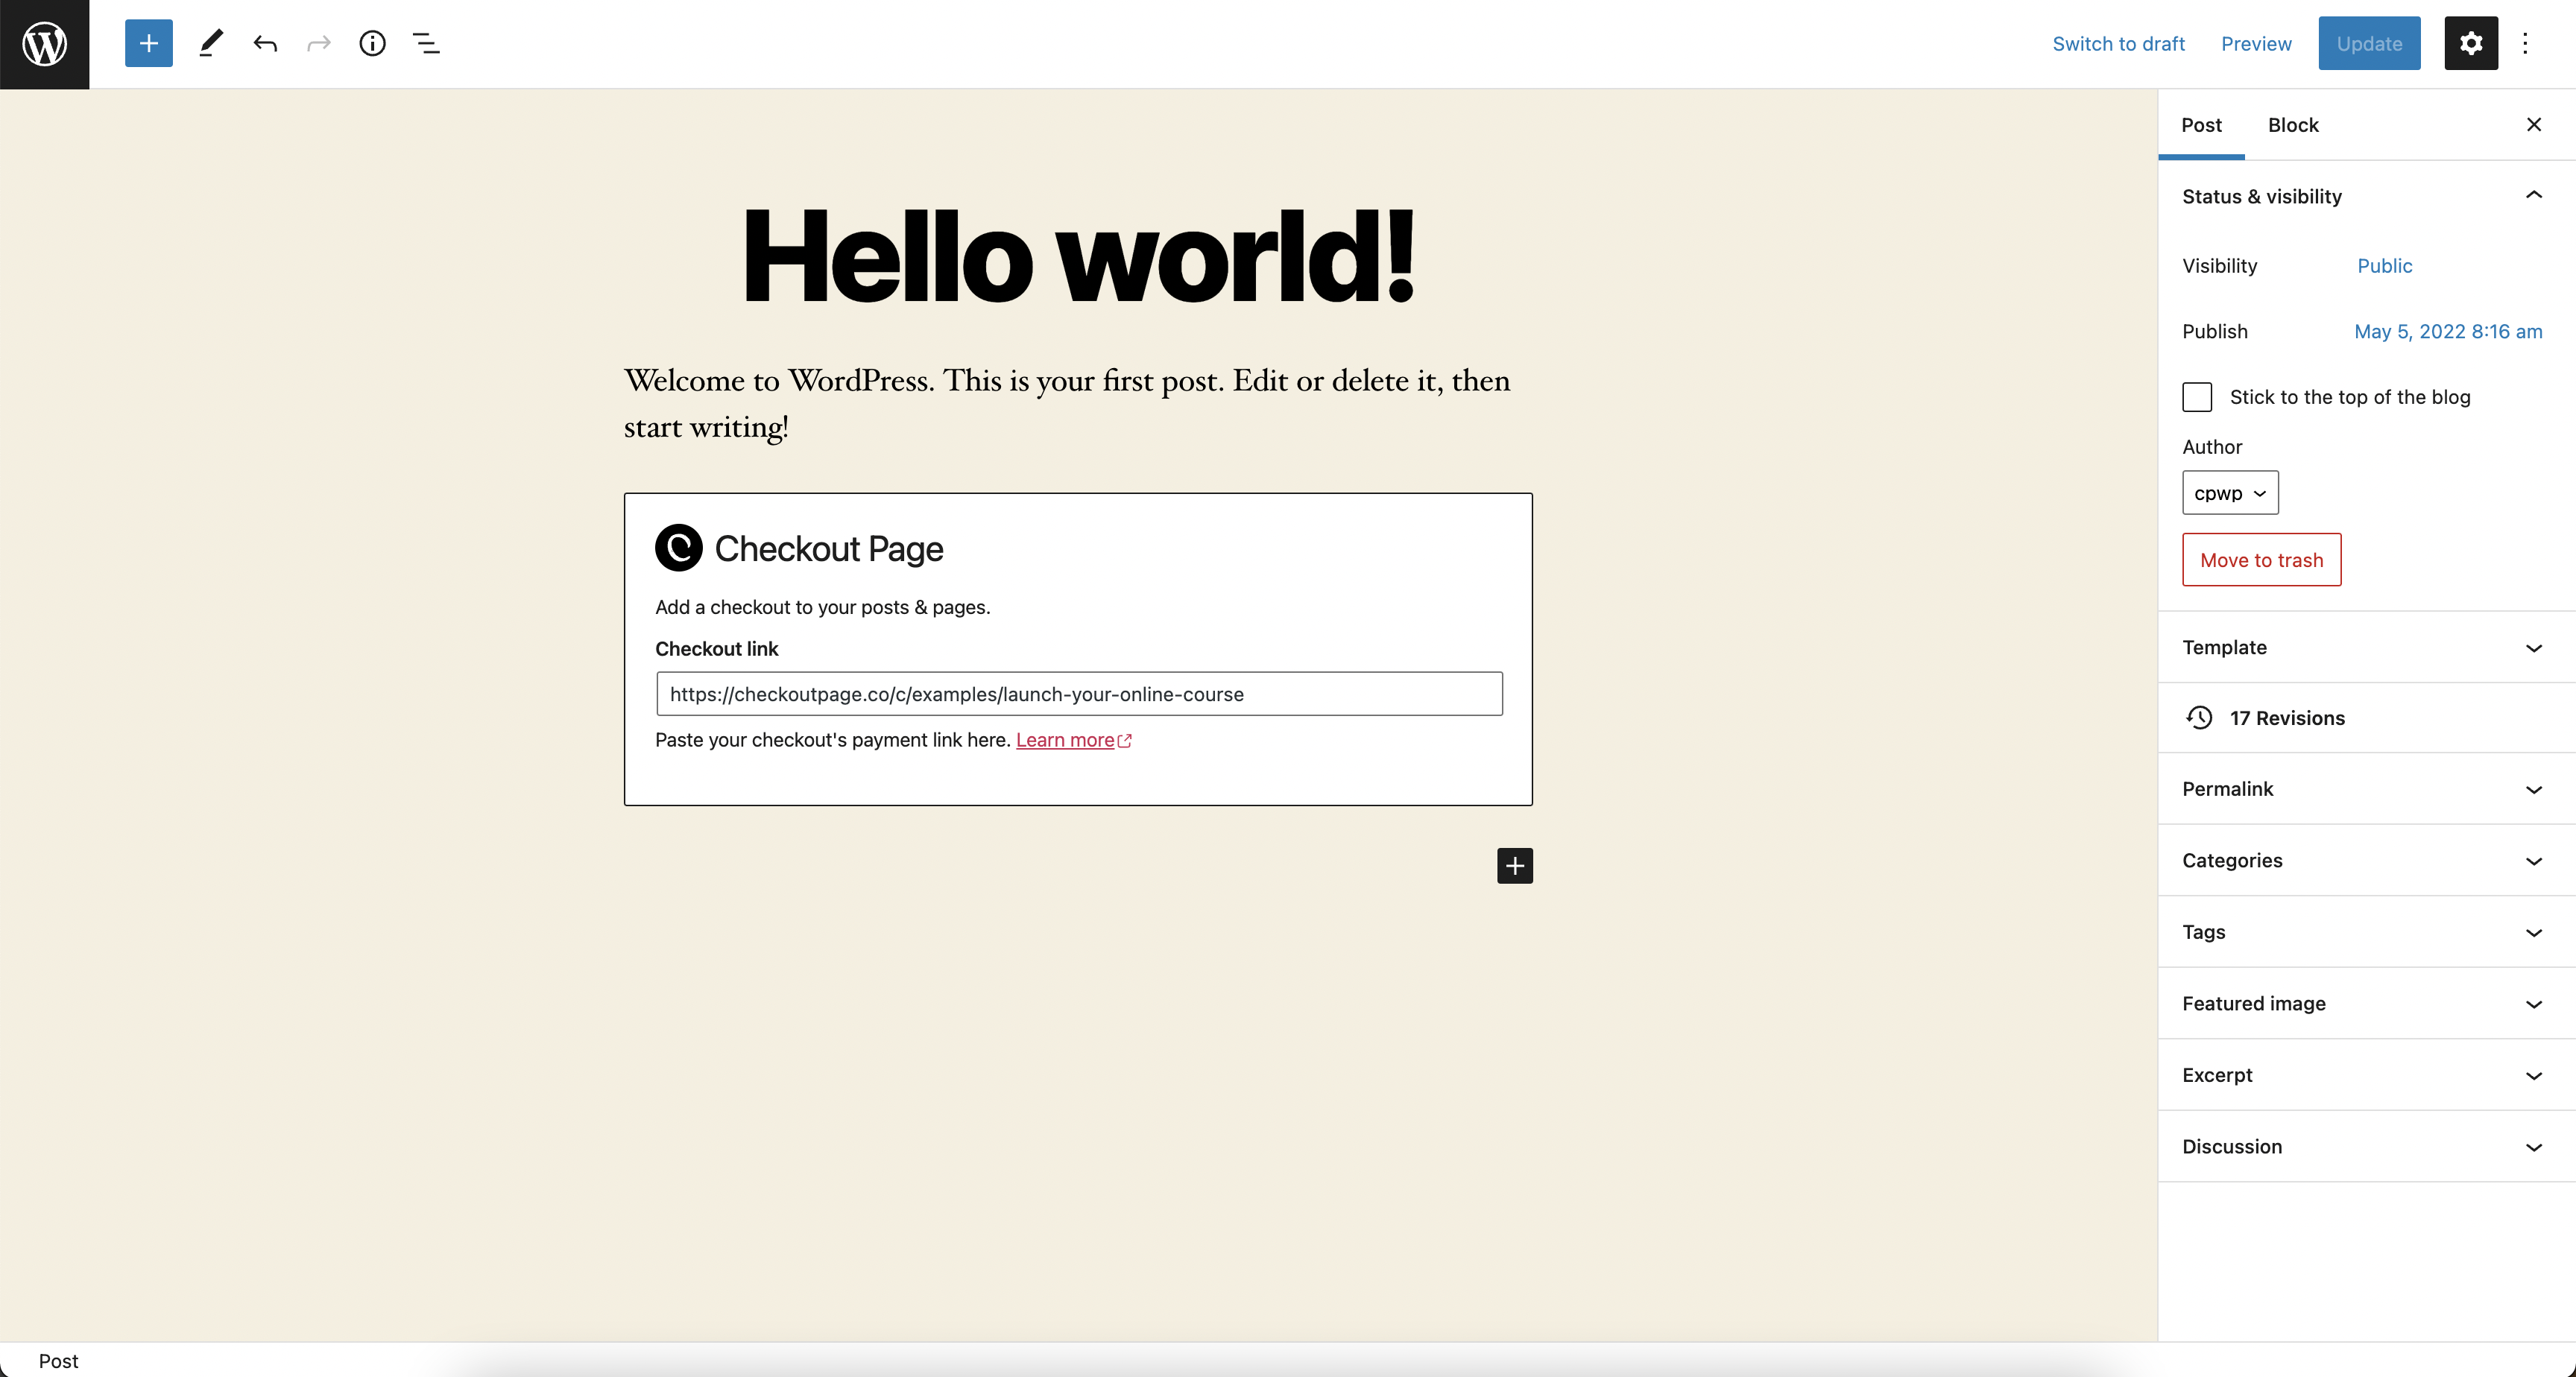 Switch to draft
Preview
Update
Hello world!
Welcome to WordPress. This is your first post. Edit or delete it, then
start writing!
Checkout Page
Add a checkout to your posts & pages.
Checkout link
https://checkoutpage.co/c/examples/launch-your-online-course
Paste your checkout's payment link here. Learn more
Post
Block
Status & visibility
Visibility
Public
Publish
May 5, 2022 8:16 am
Stick to the top of the blog
Author
cpwp
Move to trash
Template
17 Revisions
Permalink
Categories
Tags
Featured image
Excerpt
Discussion
Post